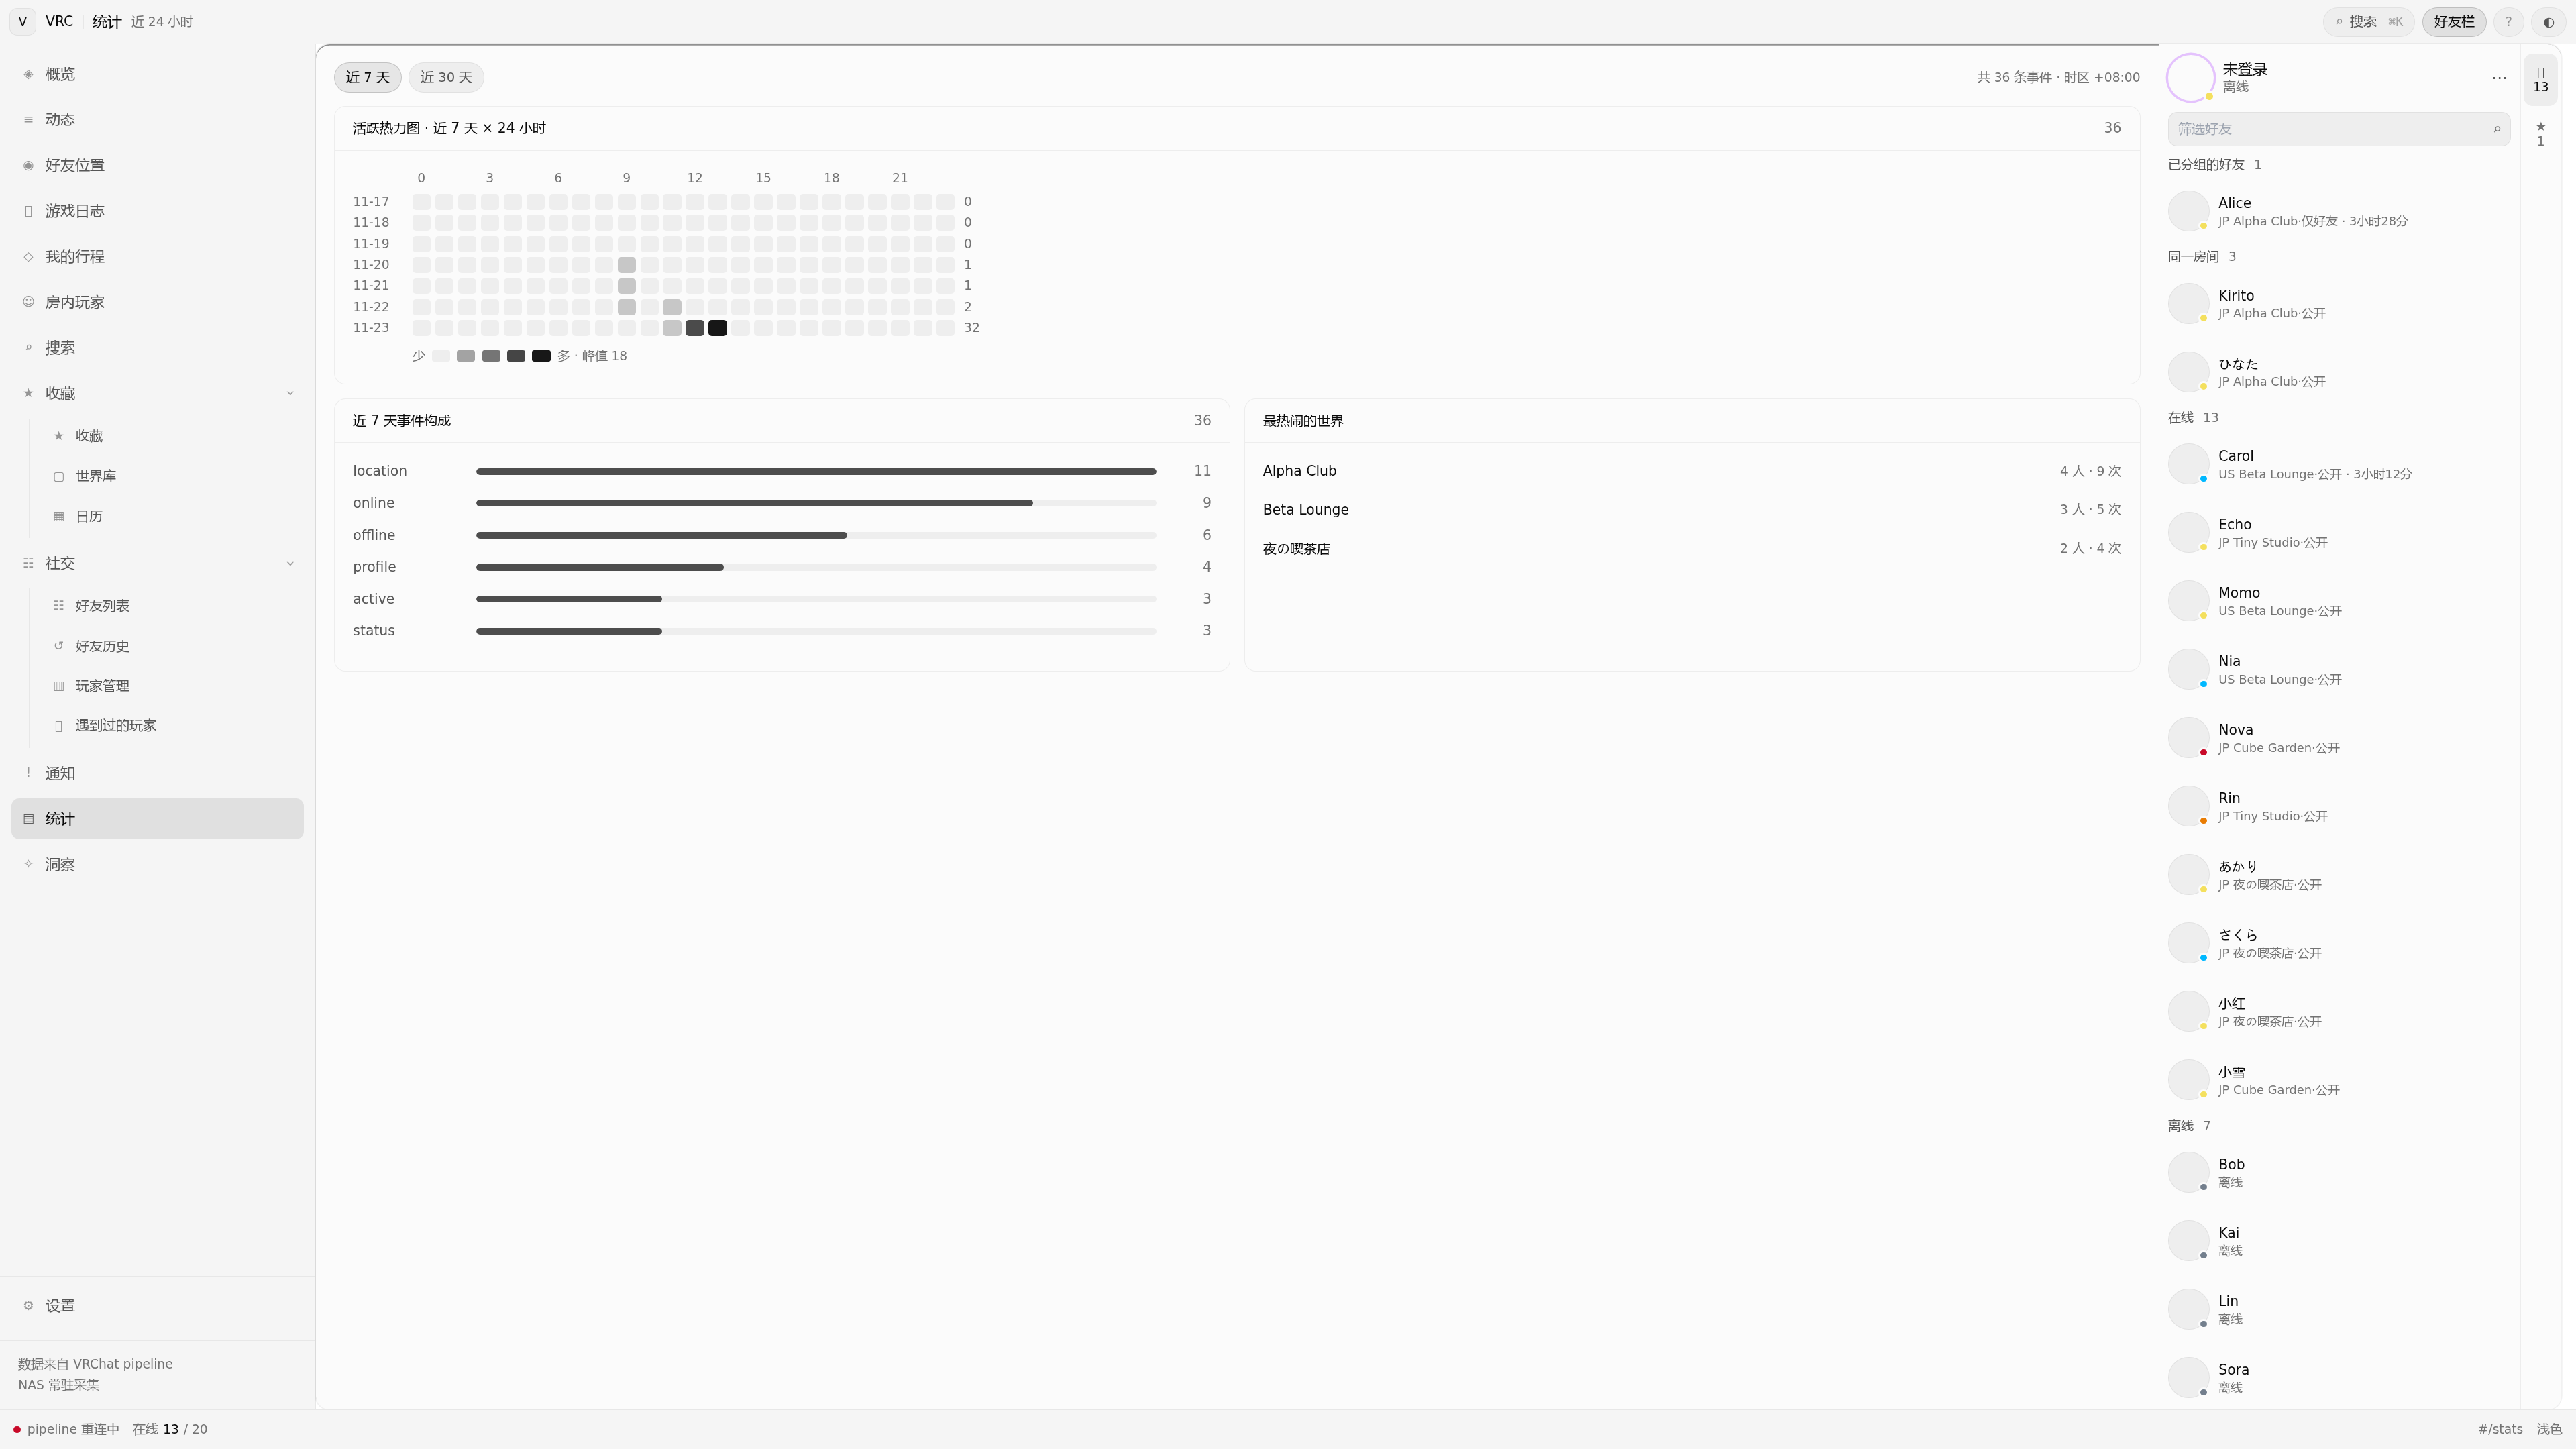 V VRC 统计 近 24 小时
搜索 ⌘K 好友栏 ?
概览
动态
好友位置
游戏日志
我的行程
房内玩家
搜索
收藏
收藏
世界库
日历
社交
好友列表
好友历史
玩家管理
遇到过的玩家
通知
统计
洞察
设置
数据来自 VRChat pipeline
NAS 常驻采集
近 7 天 近 30 天
共 36 条事件 · 时区 +08:00
活跃热力图 · 近 7 天 × 24 小时 36
0 3 6 9 12 15 18 21
11-17 0
11-18 0
11-19 0
11-20 1
11-21 1
11-22 2
11-23 32
少 多 · 峰值 18
近 7 天事件构成 36
location 11
online 9
offline 6
profile 4
active 3
status 3
最热闹的世界
Alpha Club 4 人 · 9 次
Beta Lounge 3 人 · 5 次
夜の喫茶店 2 人 · 4 次
未登录 ···
离线
筛选好友
13
1
已分组的好友 1
Alice
JP Alpha Club·仅好友 · 3小时28分
同一房间 3
Kirito
JP Alpha Club·公开
ひなた
JP Alpha Club·公开
在线 13
Carol
US Beta Lounge·公开 · 3小时12分
Echo
JP Tiny Studio·公开
Momo
US Beta Lounge·公开
Nia
US Beta Lounge·公开
Nova
JP Cube Garden·公开
Rin
JP Tiny Studio·公开
あかり
JP 夜の喫茶店·公开
さくら
JP 夜の喫茶店·公开
小红
JP 夜の喫茶店·公开
小雪
JP Cube Garden·公开
离线 7
Bob
离线
Kai
离线
Lin
离线
Sora
离线
pipeline 重连中 在线 13 / 20
#/stats 浅色